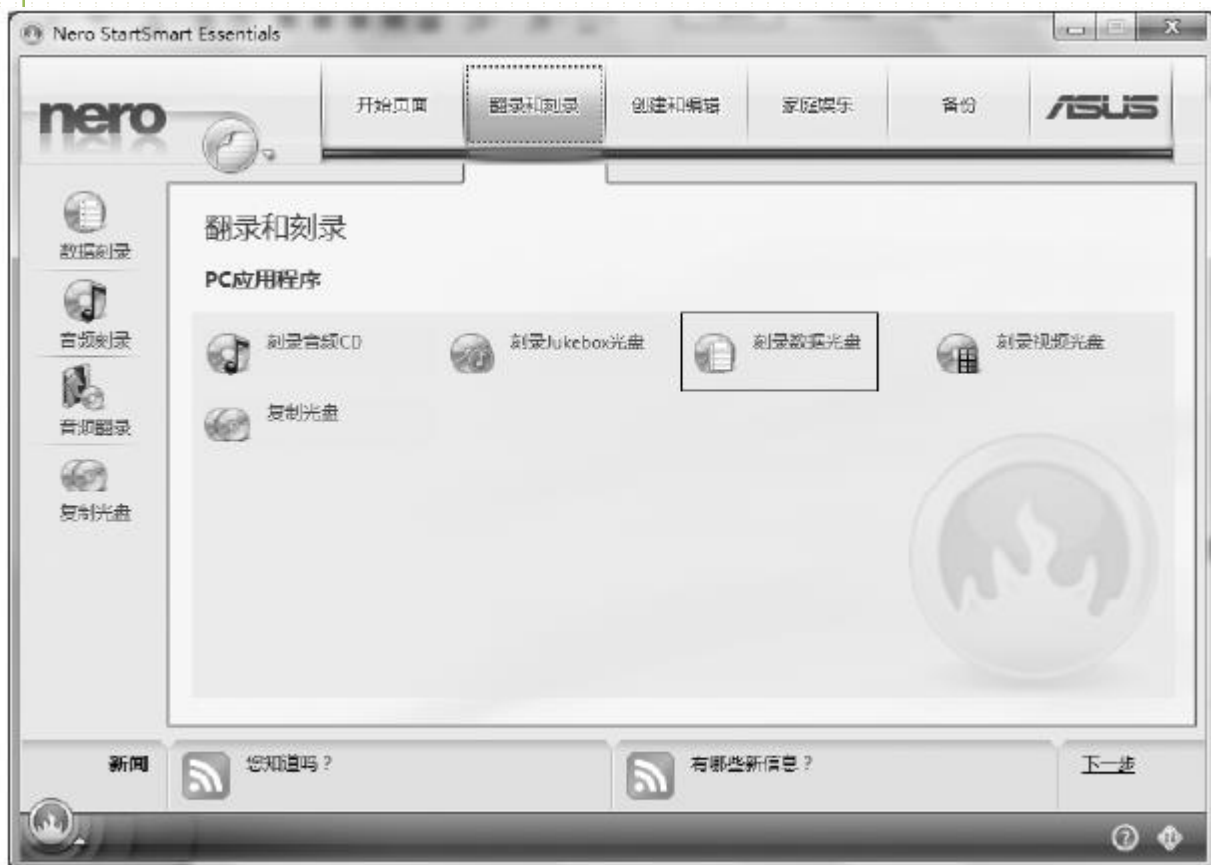 Nero StartSmart Essentials
nero
开始页面
翻录和刻录
创建和编辑
家庭娱乐
备份
ASUS
数据刻录
音频刻录
音频翻录
复制光盘
翻录和刻录
PC应用程序
刻录音频CD
刻录Jukebox光盘
刻录数据光盘
刻录视频光盘
复制光盘
新闻
您知道吗？
有哪些新信息？
下一步